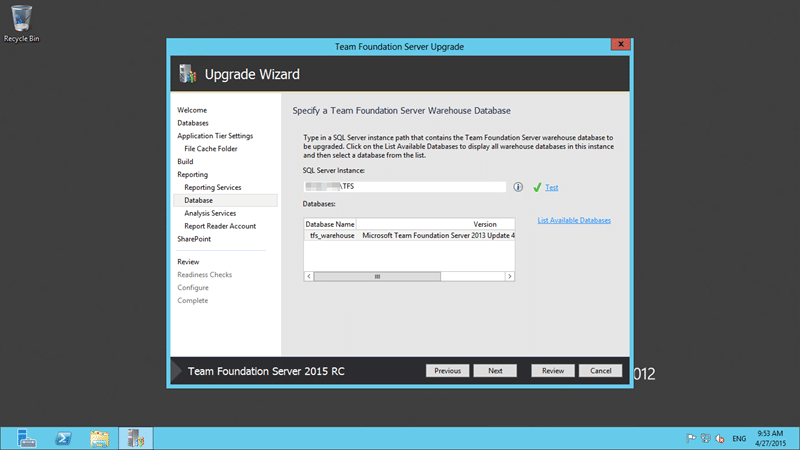 Recycle Bin
Team Foundation Server Upgrade
x
Upgrade Wizard
Welcome
Databases
Application Tier Settings
File Cache Folder
Build
Reporting
Reporting Services
Database
Analysis Services
Report Reader Account
SharePoint
Review
Readiness Checks
Configure
Complete
Specify a Team Foundation Server Warehouse Database
Type in a SQL Server instance path that contains the Team Foundation Server warehouse database to
be upgraded. Click on the List Available Databases to display all warehouse databases in this instance
and then select a database from the list.
SQL Server Instance:
\TFS
Test
Databases:
List Available Databases
Database Name Version
tfs_warehouse Microsoft Team Foundation Server 2013 Update 4
Team Foundation Server 2015 RC
Previous Next Review Cancel
012
ENG
9:53 AM
4/27/2015